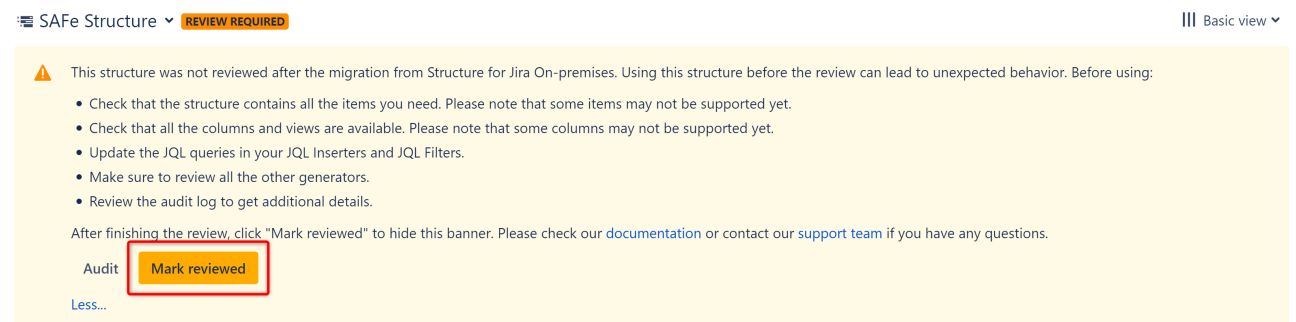 SAFe Structure REVIEW REQUIRED Basic view
This structure was not reviewed after the migration from Structure for Jira On-premises. Using this structure before the review can lead to unexpected behavior. Before using:
• Check that the structure contains all the items you need. Please note that some items may not be supported yet.
• Check that all the columns and views are available. Please note that some columns may not be supported yet.
• Update the JQL queries in your JQL Inserters and JQL Filters.
• Make sure to review all the other generators.
• Review the audit log to get additional details.
After finishing the review, click "Mark reviewed" to hide this banner. Please check our documentation or contact our support team if you have any questions.
Audit Mark reviewed
Less...